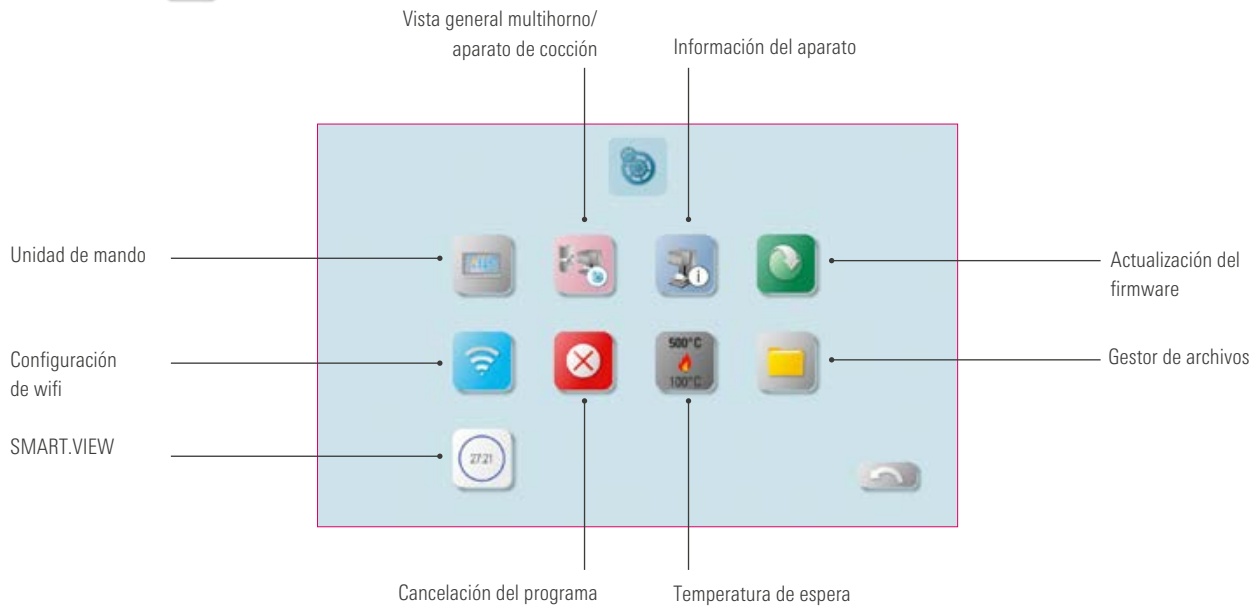 Vista general multihorno/
aparato de cocción
Información del aparato
Unidad de mando
Actualización del
firmware
Configuración
de wifi
500°C
100°C
Gestor de archivos
SMART.VIEW
27:21
Cancelación del programa
Temperatura de espera